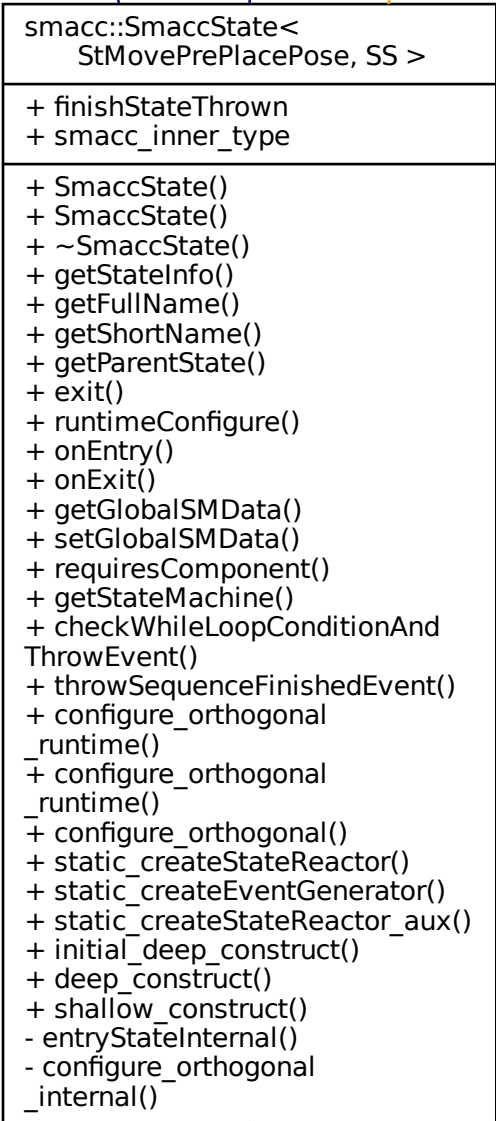 smacc::SmaccState<
StMovePrePlacePose, SS >
+ finishStateThrown
+ smacc_inner_type
+ SmaccState()
+ SmaccState()
+ ~SmaccState()
+ getStateInfo()
+ getFullName()
+ getShortName()
+ getParentState()
+ exit()
+ runtimeConfigure()
+ onEntry()
+ onExit()
+ getGlobalSMData()
+ setGlobalSMData()
+ requiresComponent()
+ getStateMachine()
+ checkWhileLoopConditionAnd
ThrowEvent()
+ throwSequenceFinishedEvent()
+ configure_orthogonal
_runtime()
+ configure_orthogonal
_runtime()
+ configure_orthogonal()
+ static_createStateReactor()
+ static_createEventGenerator()
+ static_createStateReactor_aux()
+ initial_deep_construct()
+ deep_construct()
+ shallow_construct()
- entryStateInternal()
- configure_orthogonal
_internal()